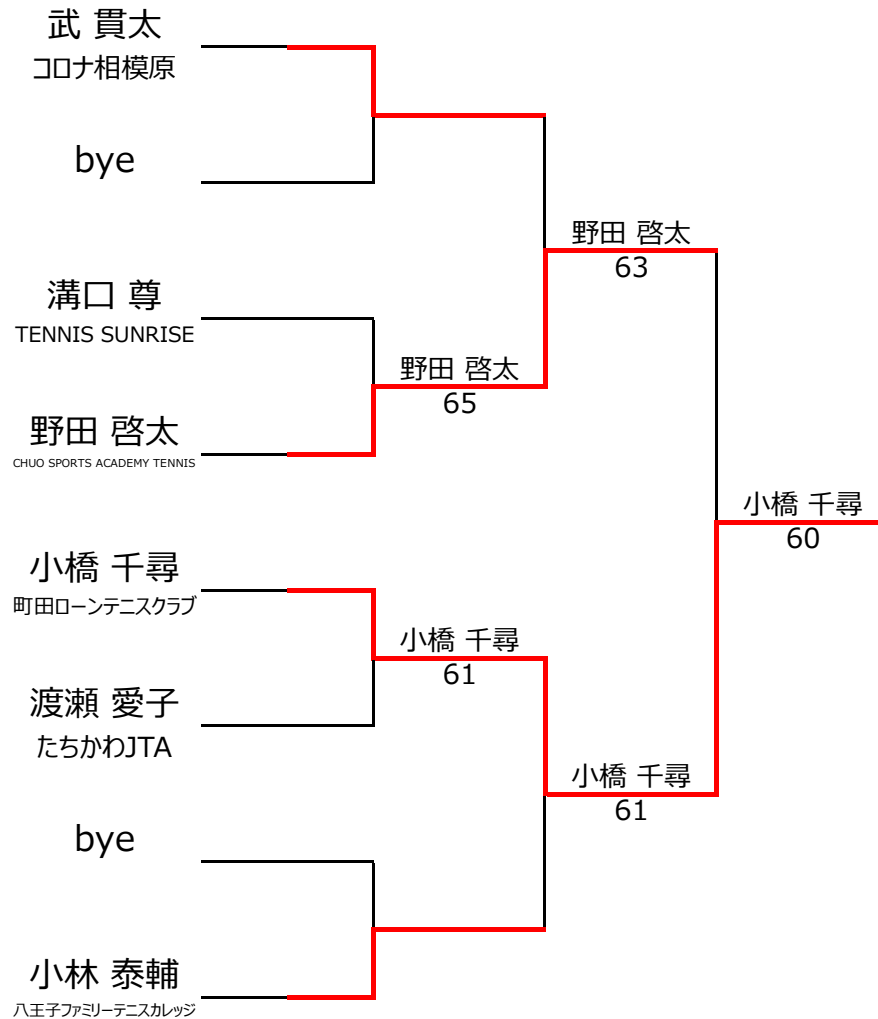 武 貫太
コロナ相模原
bye
溝口 尊
TENNIS SUNRISE
野田 啓太
CHUO SPORTS ACADEMY TENNIS
小橋 千尋
町田ローンテニスクラブ
渡瀬 愛子
たちかわJTA
bye
小林 泰輔
八王子ファミリーテニスカレッジ
野田 啓太
65
小橋 千尋
61
野田 啓太
63
小橋 千尋
61
小橋 千尋
60